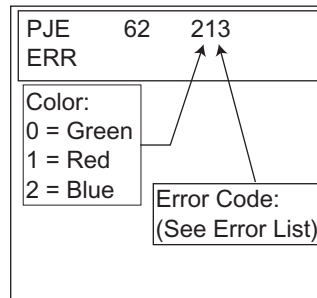 PJE 62 213
ERR
Color:
0 = Green
1 = Red
2 = Blue
Error Code:
(See Error List)